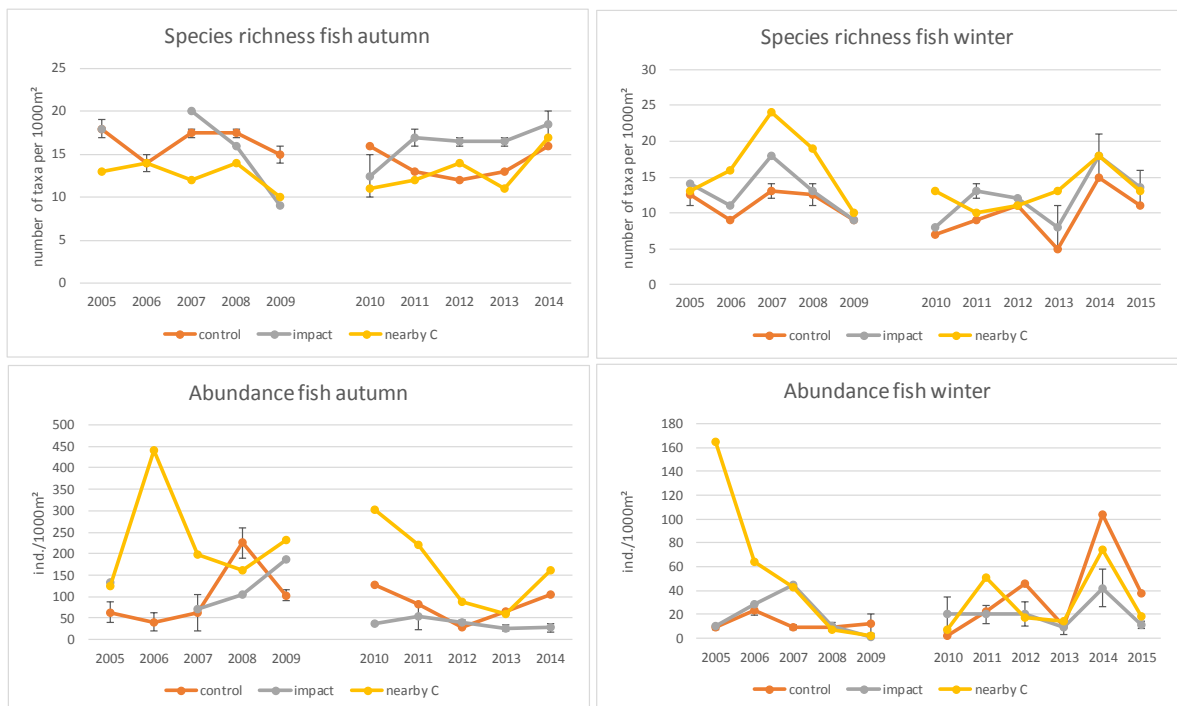 Species richness fish autumn
number of taxa per 1000m²
25
20
15
10
5
0
2005 2006 2007 2008 2009 2010 2011 2012 2013 2014
control impact nearby C
Species richness fish winter
number of taxa per 1000m²
30
25
20
15
10
5
0
2005 2006 2007 2008 2009 2010 2011 2012 2013 2014 2015
control impact nearby C
Abundance fish autumn
ind./1000m²
500
450
400
350
300
250
200
150
100
50
0
2005 2006 2007 2008 2009 2010 2011 2012 2013 2014
control impact nearby C
Abundance fish winter
ind./1000m²
180
160
140
120
100
80
60
40
20
0
2005 2006 2007 2008 2009 2010 2011 2012 2013 2014 2015
control impact nearby C